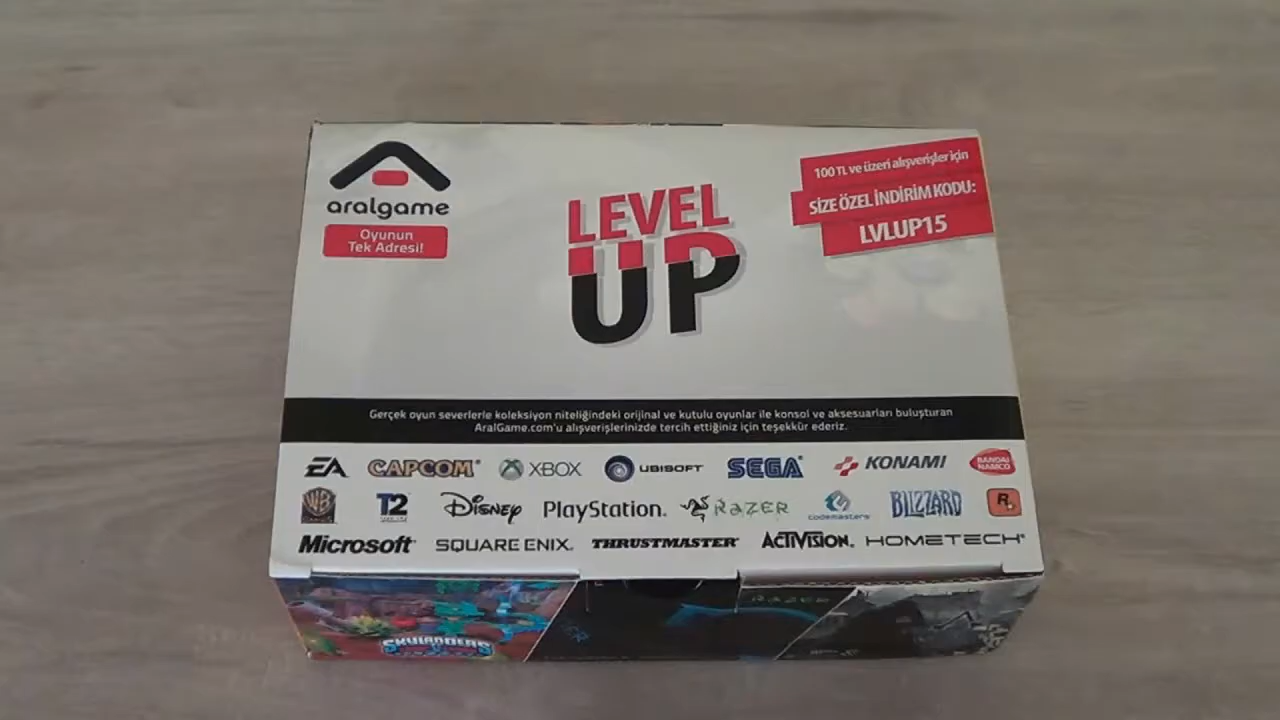 aralgame
Oyunun
Tek Adresi!
LEVEL
UP
100 TL ve üzeri alışverişler için
SİZE ÖZEL İNDİRİM KODU:
LVLUP15
Gerçek oyun severlerle koleksiyon niteliğindeki orijinal ve kutulu oyunlar ile konsol ve aksesuarları buluşturan
AralGame.com'u alışverişlerinizde tercih ettiğiniz için teşekkür ederiz.
EA CAPCOM® XBOX UBISOFT SEGA® KONAMI BANDAI NAMCO
WB T2 Disney PlayStation® RAZER codemasters BLIZZARD R
Microsoft® SQUARE ENIX® THRUSTMASTER® ACTIVISION® HOMETECH®
SKYLANDERS
RAZER